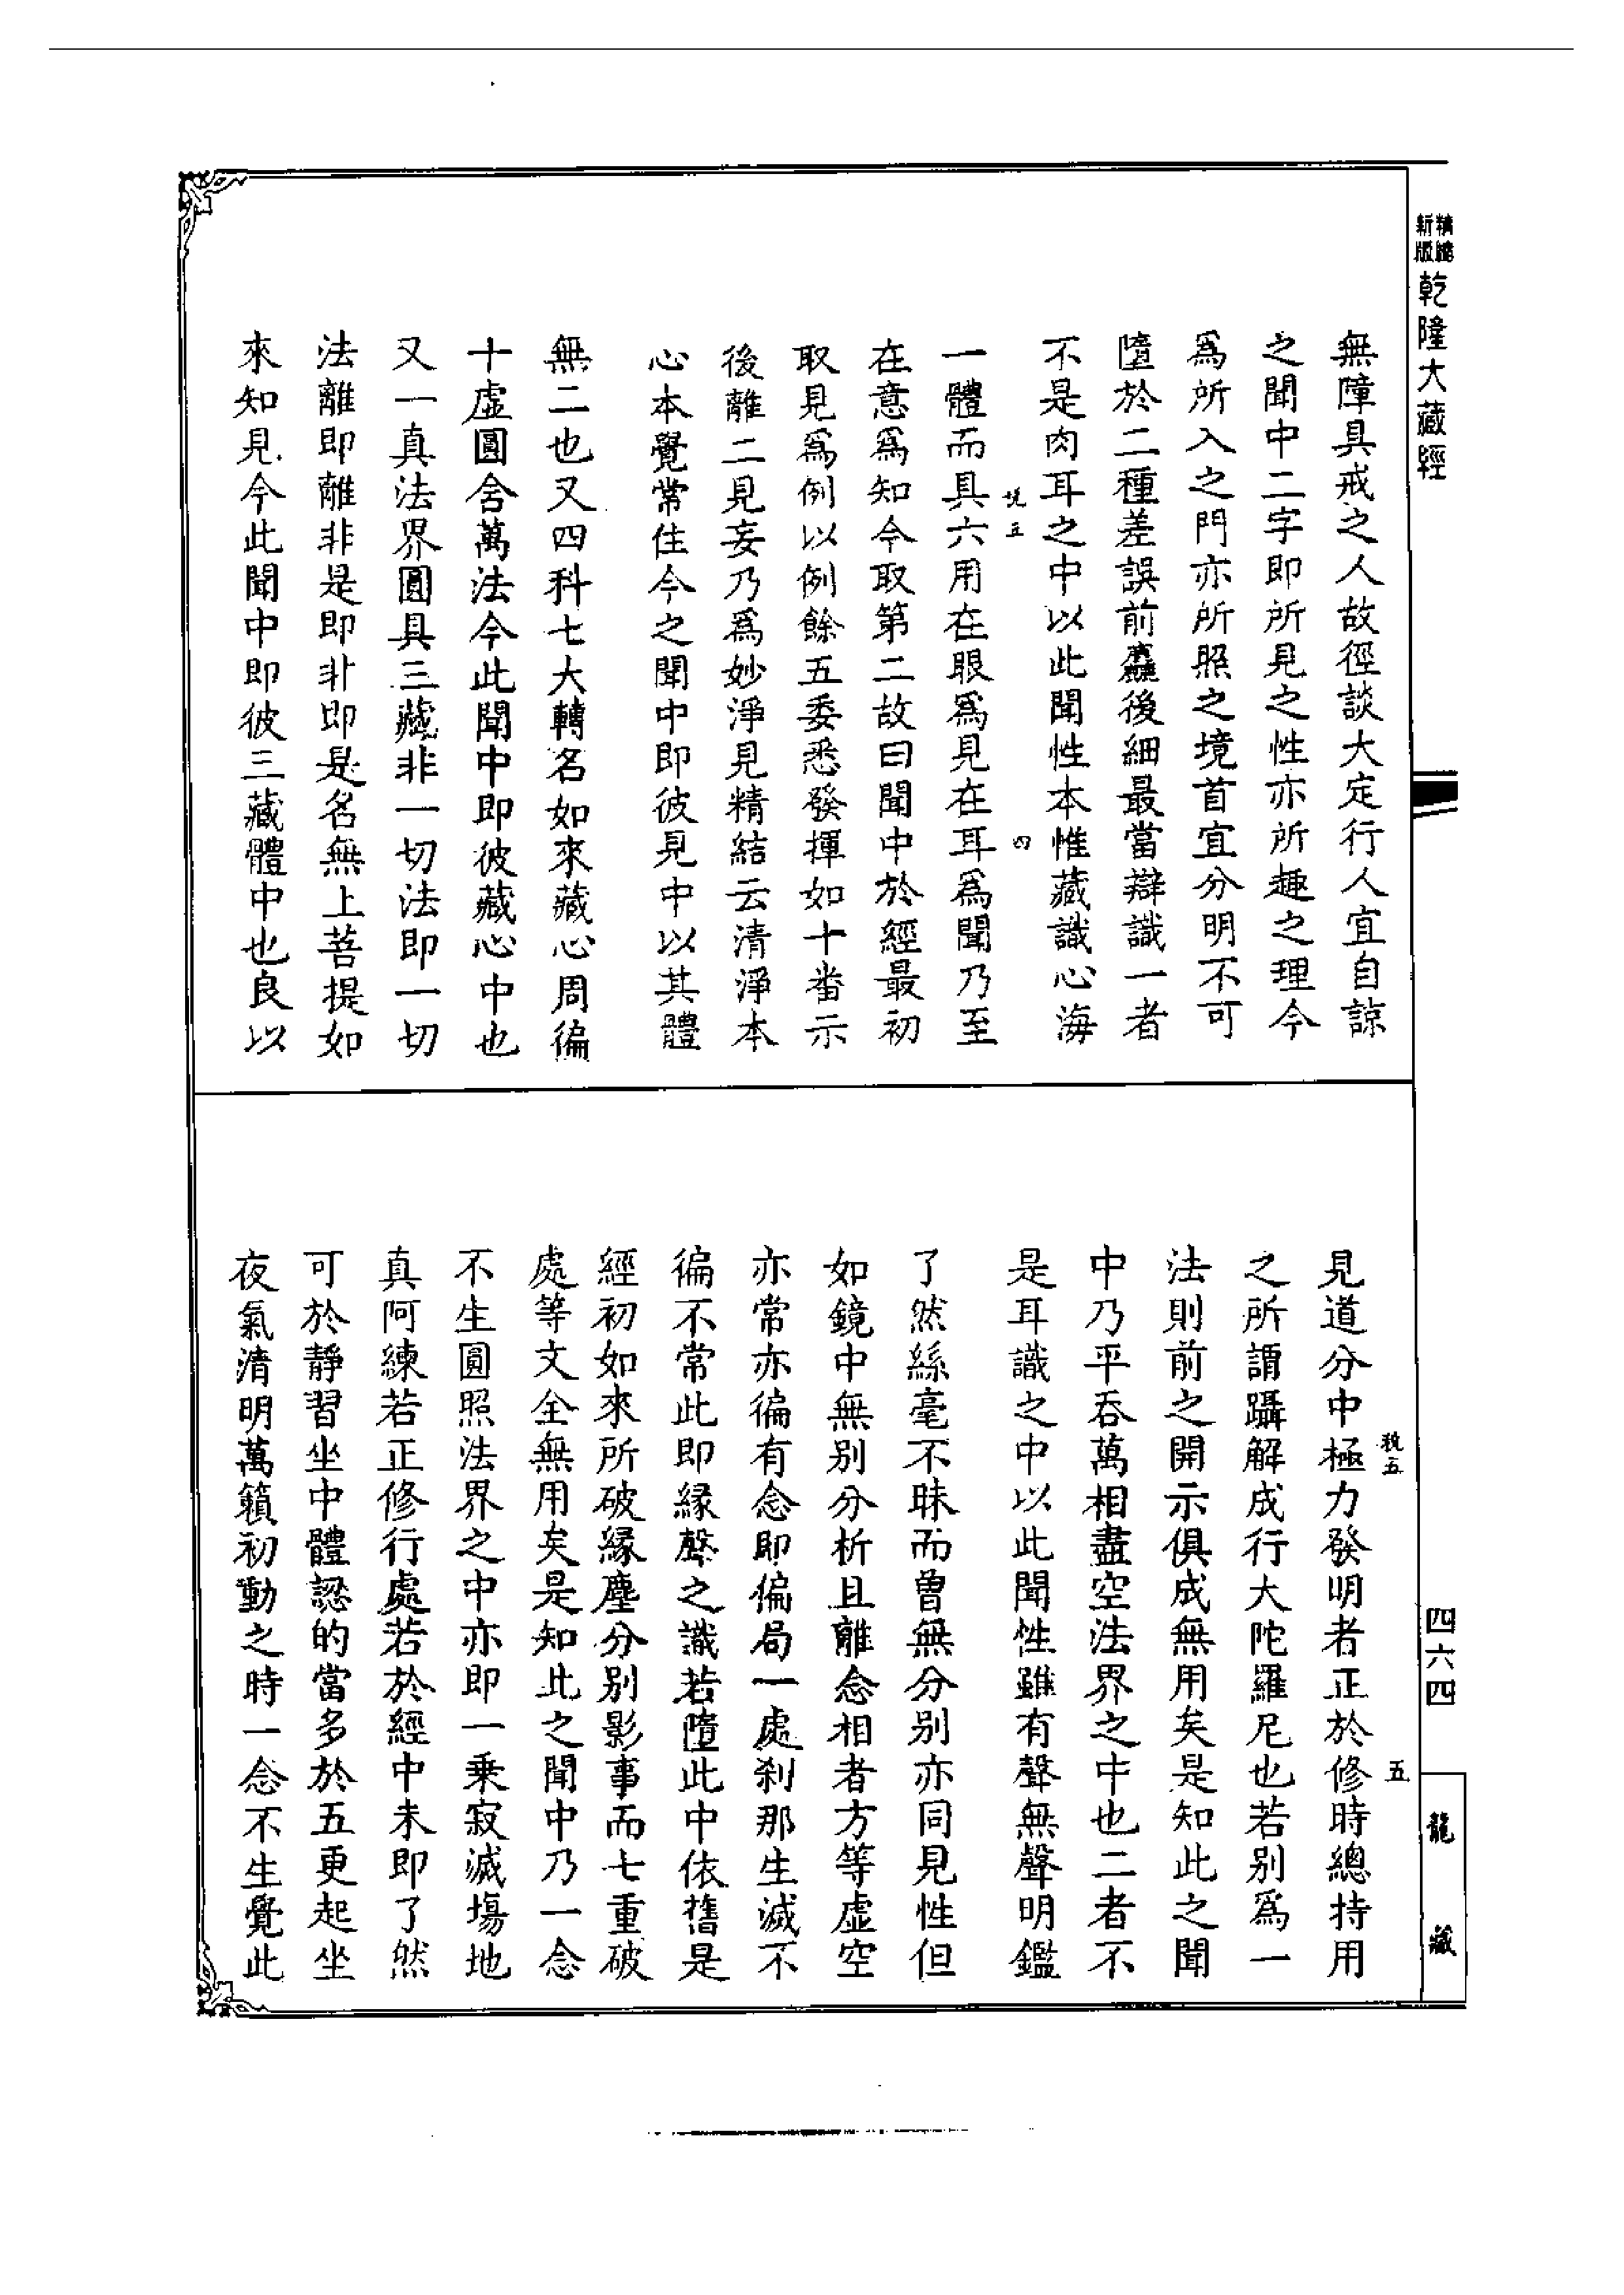 精縮
新版
乾隆大藏經
無障具戒之人故徑談大定行人宜自諒
之聞中二字即所見之性亦所趣之理今
爲所入之門亦所照之境首宜分明不可
墮於二種差誤前麤後細最當辯識一者
不是肉耳之中以此聞性本惟藏識心海
四
一體而具六用在眼爲見在耳爲聞乃至
在意爲知今取第二故曰聞中於經最初
取見爲例以例餘五委悉發揮如十番示
後離二見妄乃爲妙淨見精結云清淨本
心本覺常住今之聞中即彼見中以其體
無二也又四科七大轉名如來藏心周徧
十虛圓含萬法今此聞中即彼藏心中也
又一真法界圓具三藏非一切法即一切
法離即離非是即非即是名無上菩提如
來知見今此聞中即彼三藏體中也良以
五
見道分中極力發明者正於修時總持用
之所謂躡解成行大陀羅尼也若別爲一
法則前之開示俱成無用矣是知此之聞
中乃平吞萬相盡空法界之中也二者不
是耳識之中以此聞性雖有聲無聲明鑑
了然絲毫不昧而曾無分別亦同見性但
如鏡中無別分析且離念相者方等虛空
亦常亦徧有念即偏局一處刹那生滅不
徧不常此即緣聲之識若墮此中依舊是
經初如來所破緣塵分別影事而七重破
處等文全無用矣是知此之聞中乃一念
不生圓照法界之中亦即一乘寂滅場地
真阿練若正修行處若於經中未即了然
可於靜習坐中體認的當多於五更起坐
夜氣清明萬籟初動之時一念不生覺此
四六四
龍藏